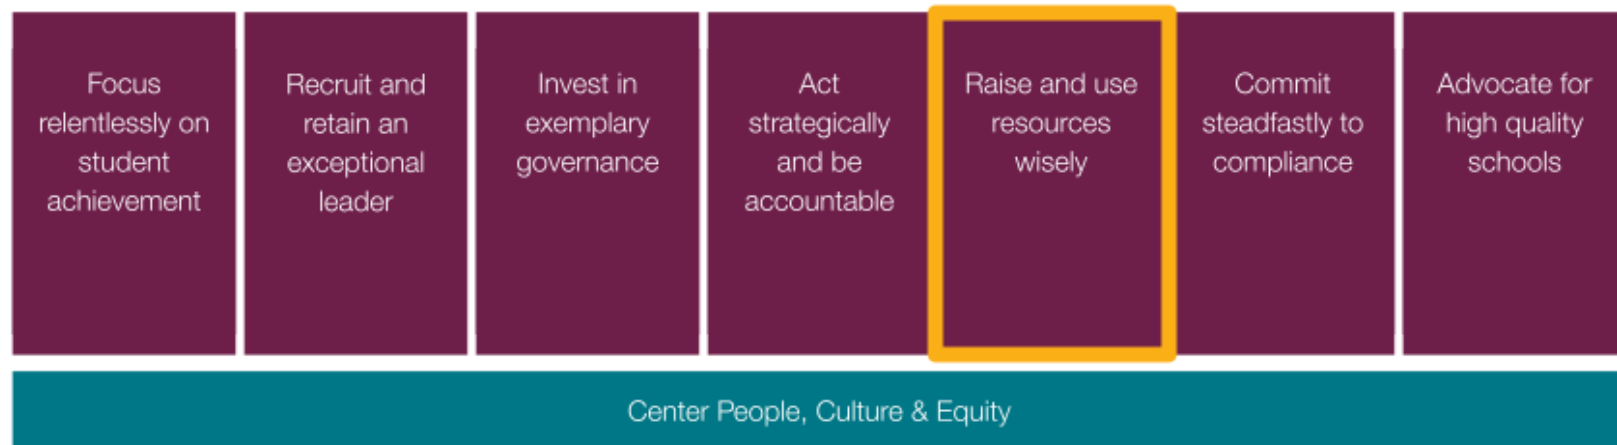 Focus
relentlessly on
student
achievement
Recruit and
retain an
exceptional
leader
Invest in
exemplary
governance
Act
strategically
and be
accountable
Raise and use
resources
wisely
Commit
steadfastly to
compliance
Advocate for
high quality
schools
Center People, Culture & Equity